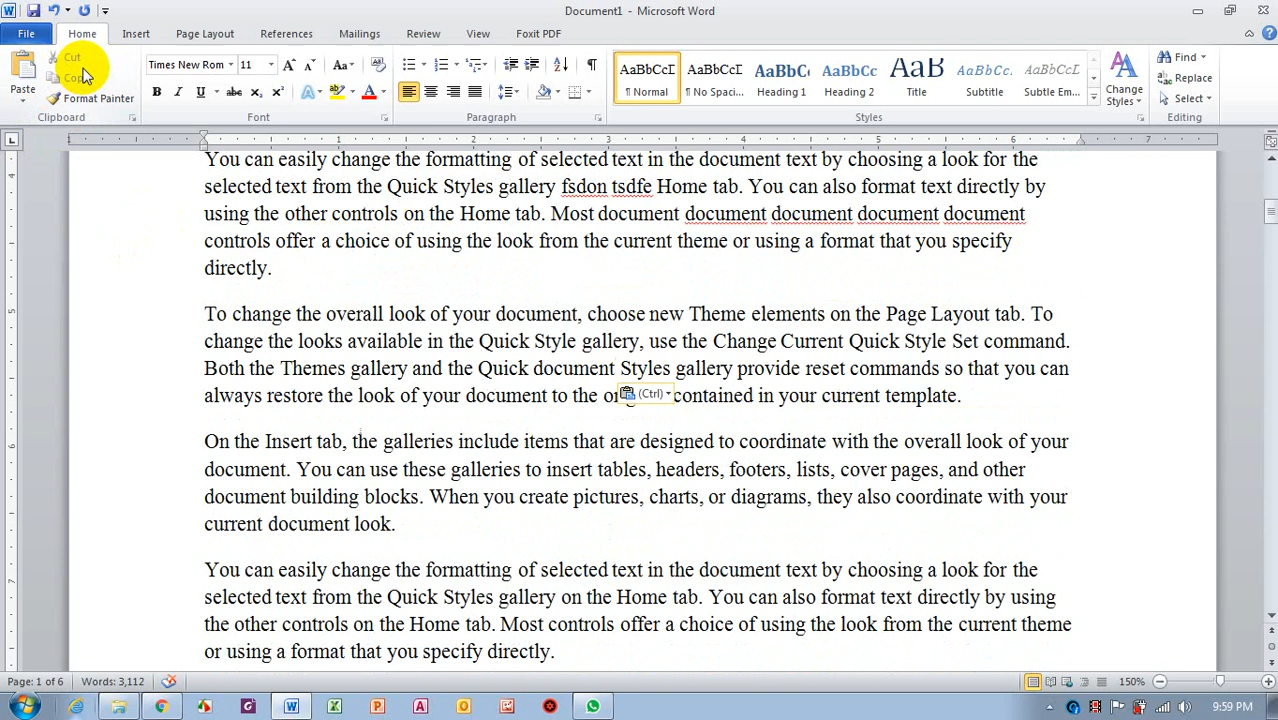 Document1 - Microsoft Word
File Home Insert Page Layout References Mailings Review View Foxit PDF
Paste
Cut
Format Painter
Clipboard
Times New Rom 11 Aa
B I U abc X₂ X² A
Font
Paragraph
AaBbCcI ¶ Normal
AaBbCcI ¶ No Spaci...
AaBbC Heading 1
AaBbCc Heading 2
AaB Title
AaBbCc. Subtitle
AaBbCcL Subtle Em...
Change Styles
Styles
Find
Replace
Select
Editing
1 1 2 3 4 5 6 7
You can easily change the formatting of selected text in the document text by choosing a look for the
selected text from the Quick Styles gallery fsdon tsdfe Home tab. You can also format text directly by
using the other controls on the Home tab. Most document document document document document
controls offer a choice of using the look from the current theme or using a format that you specify
directly.
To change the overall look of your document, choose new Theme elements on the Page Layout tab. To
change the looks available in the Quick Style gallery, use the Change Current Quick Style Set command.
Both the Themes gallery and the Quick document Styles gallery provide reset commands so that you can
always restore the look of your document to the contained in your current template.
(Ctrl)
On the Insert tab, the galleries include items that are designed to coordinate with the overall look of your
document. You can use these galleries to insert tables, headers, footers, lists, cover pages, and other
document building blocks. When you create pictures, charts, or diagrams, they also coordinate with your
current document look.
You can easily change the formatting of selected text in the document text by choosing a look for the
selected text from the Quick Styles gallery on the Home tab. You can also format text directly by using
the other controls on the Home tab. Most controls offer a choice of using the look from the current theme
or using a format that you specify directly.
Page: 1 of 6 Words: 3,112 150%
9:59 PM